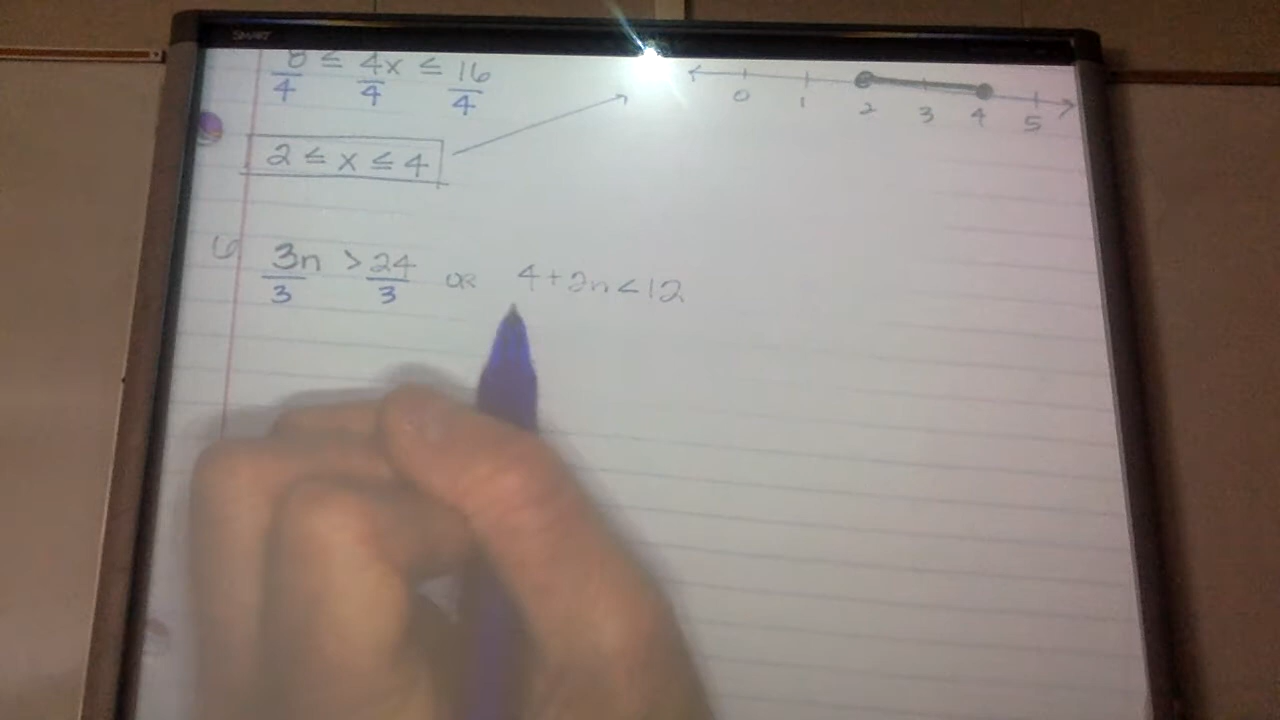 SMART
8/4 ≤ 4x/4 ≤ 16/4
0 1 2 3 4 5
2 ≤ x ≤ 4
6 3n/3 > 24/3 OR 4+2n<12